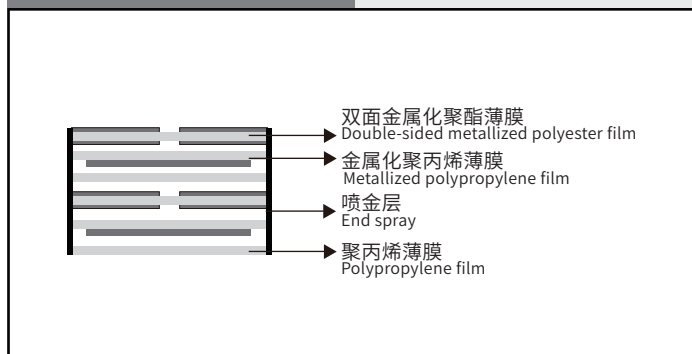 双面金属化聚酯薄膜
Double-sided metallized polyester film
金属化聚丙烯薄膜
Metallized polypropylene film
喷金层
End spray
聚丙烯薄膜
Polypropylene film